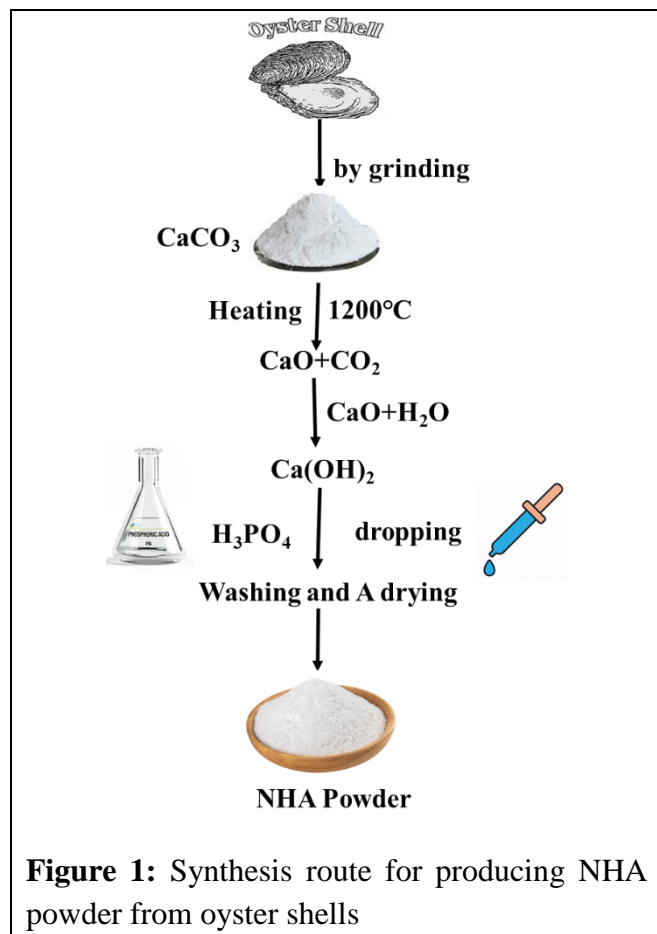 Oyster Shell
by grinding
CaCO₃
Heating 1200°C
CaO+CO₂
CaO+H₂O
Ca(OH)₂
PHOSPHORIC ACID
PA
H₃PO₄ dropping
Washing and A drying
NHA Powder
Figure 1: Synthesis route for producing NHA
powder from oyster shells